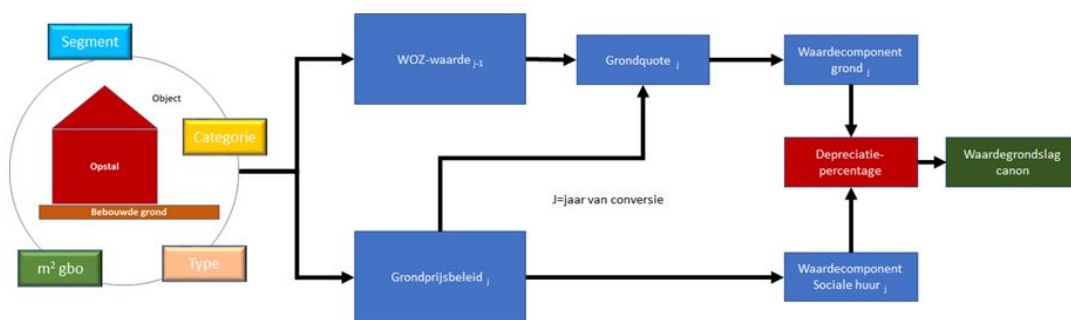 Segment
Object
Categorie
Opstal
Bebouwde grond
m² gbo
Type
WOZ-waarde j-1
Grondquote j
Waardecomponent
grond j
Depreciatie-
percentage
Waardegrondslag
canon
J=jaar van conversie
Grondprijsbeleid j
Waardecomponent
Sociale huur j